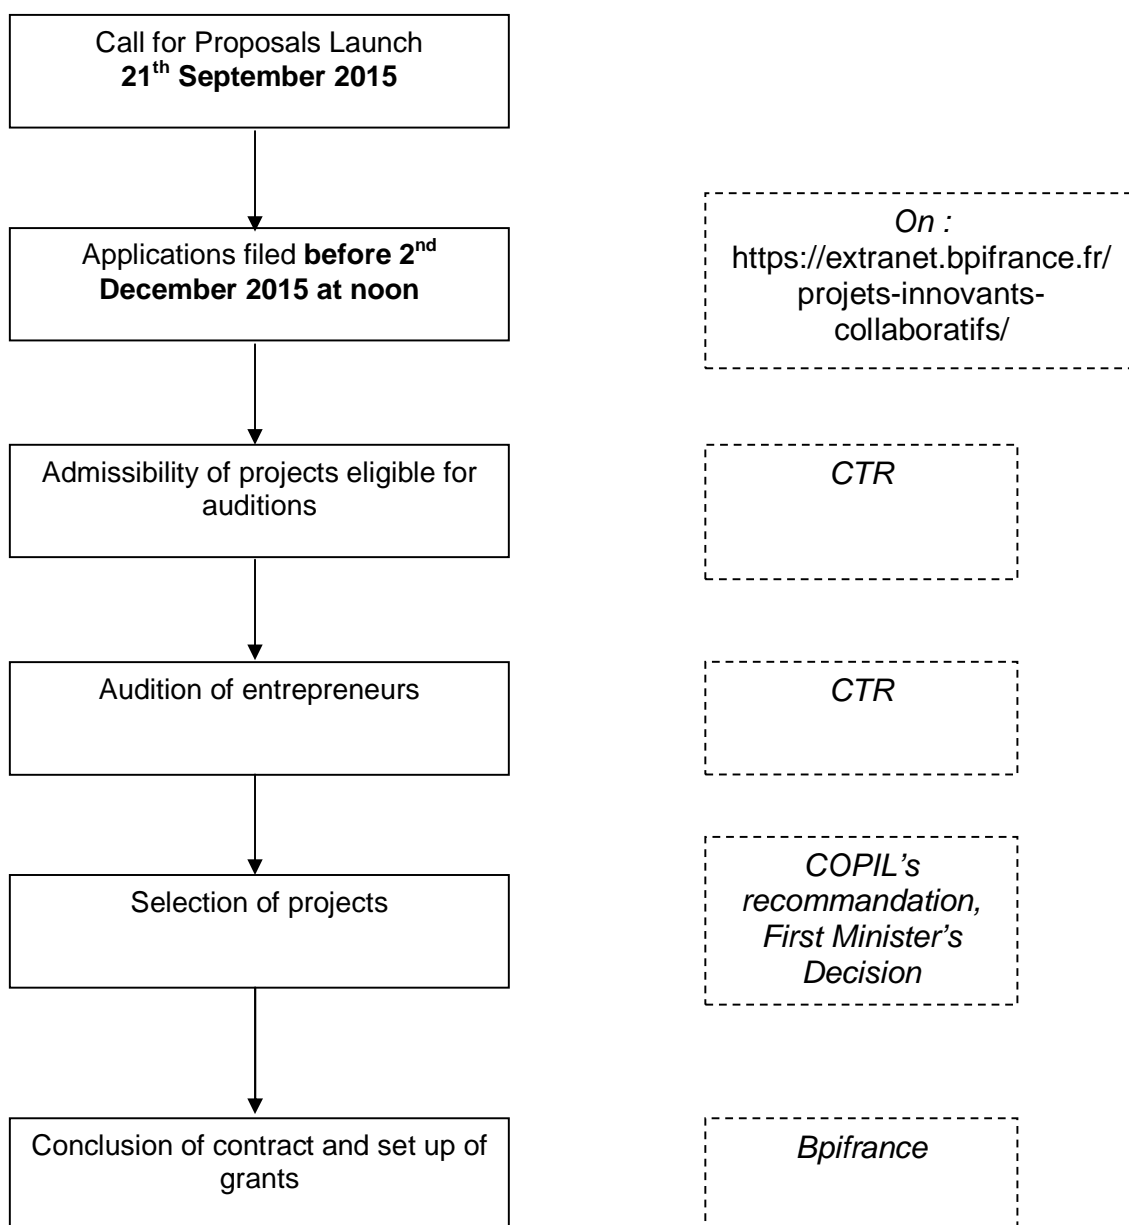 Call for Proposals Launch
21th September 2015
Applications filed before 2nd
December 2015 at noon
On :
https://extranet.bpifrance.fr/
projets-innovants-
collaboratifs/
Admissibility of projects eligible for
auditions
CTR
Audition of entrepreneurs
CTR
Selection of projects
COPIL’s
recommandation,
First Minister’s
Decision
Conclusion of contract and set up of
grants
Bpifrance